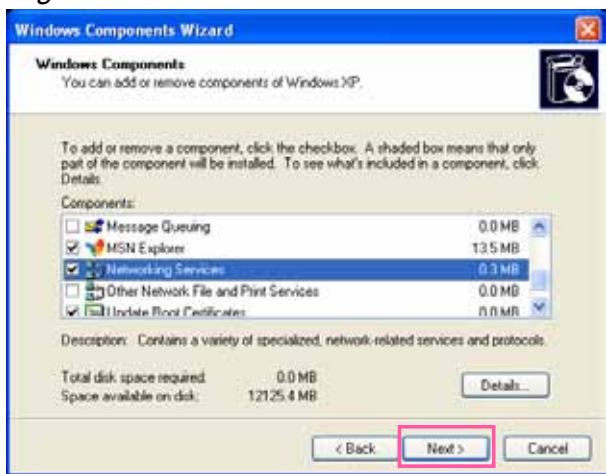 Windows Components Wizard
Windows Components
You can add or remove components of Windows XP.
To add or remove a component, click the checkbox. A shaded box means that only
part of the component will be installed. To see what's included in a component, click
Details.
Components:
Message Queuing 0.0 MB
MSN Explorer 13.5 MB
Networking Services 0.3 MB
Other Network File and Print Services 0.0 MB
Update Root Certificates 0.0 MB
Description: Contains a variety of specialized, network-related services and protocols.
Total disk space required: 0.0 MB
Space available on disk: 12125.4 MB
Details...
< Back Next > Cancel